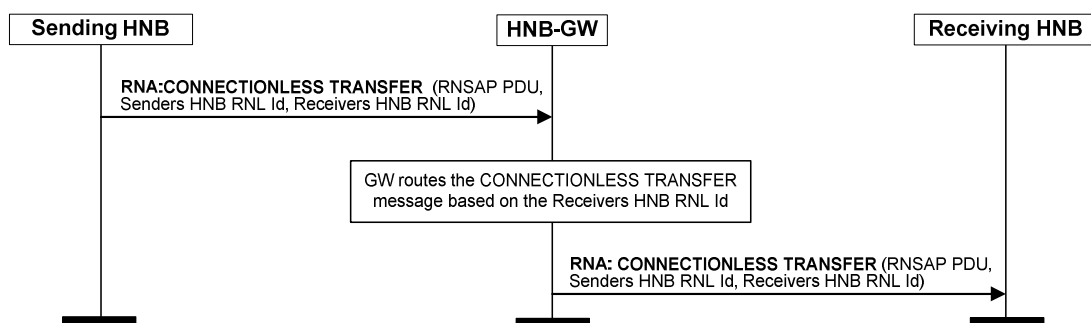 Sending HNB
HNB-GW
Receiving HNB
RNA:CONNECTIONLESS TRANSFER (RNSAP PDU,
Senders HNB RNL Id, Receivers HNB RNL Id)
GW routes the CONNECTIONLESS TRANSFER
message based on the Receivers HNB RNL Id
RNA: CONNECTIONLESS TRANSFER (RNSAP PDU,
Senders HNB RNL Id, Receivers HNB RNL Id)